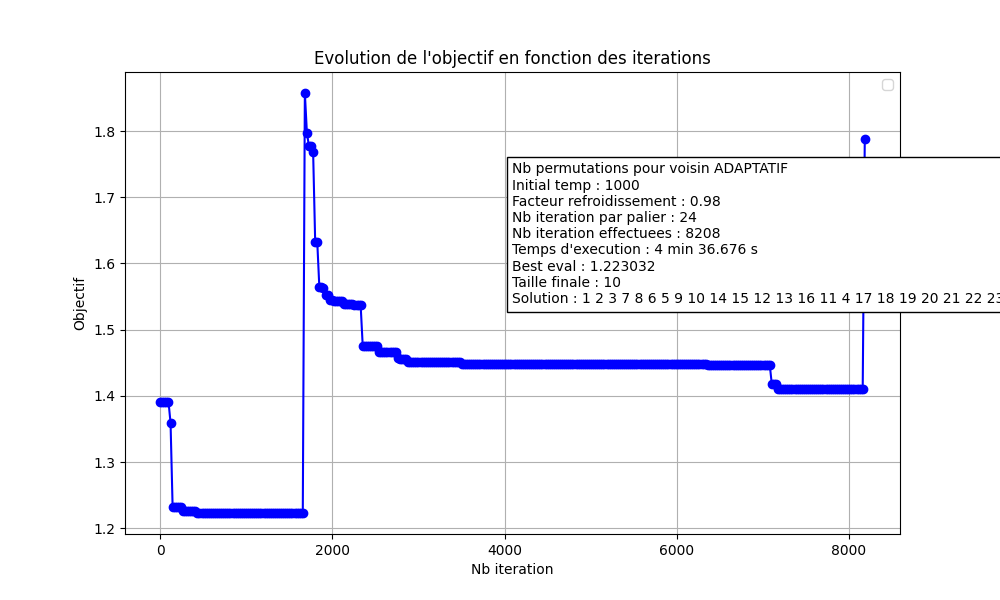 Evolution de l'objectif en fonction des iterations
1.8
1.7
1.6
1.5
1.4
1.3
1.2
Objectif
Nb permutations pour voisin ADAPTATIF
Initial temp : 1000
Facteur refroidissement : 0.98
Nb iteration par palier : 24
Nb iteration effectuees : 8208
Temps d'execution : 4 min 36.676 s
Best eval : 1.223032
Taille finale : 10
Solution : 1 2 3 7 8 6 5 9 10 14 15 12 13 16 11 4 17 18 19 20 21 22 23
0 2000 4000 6000 8000
Nb iteration